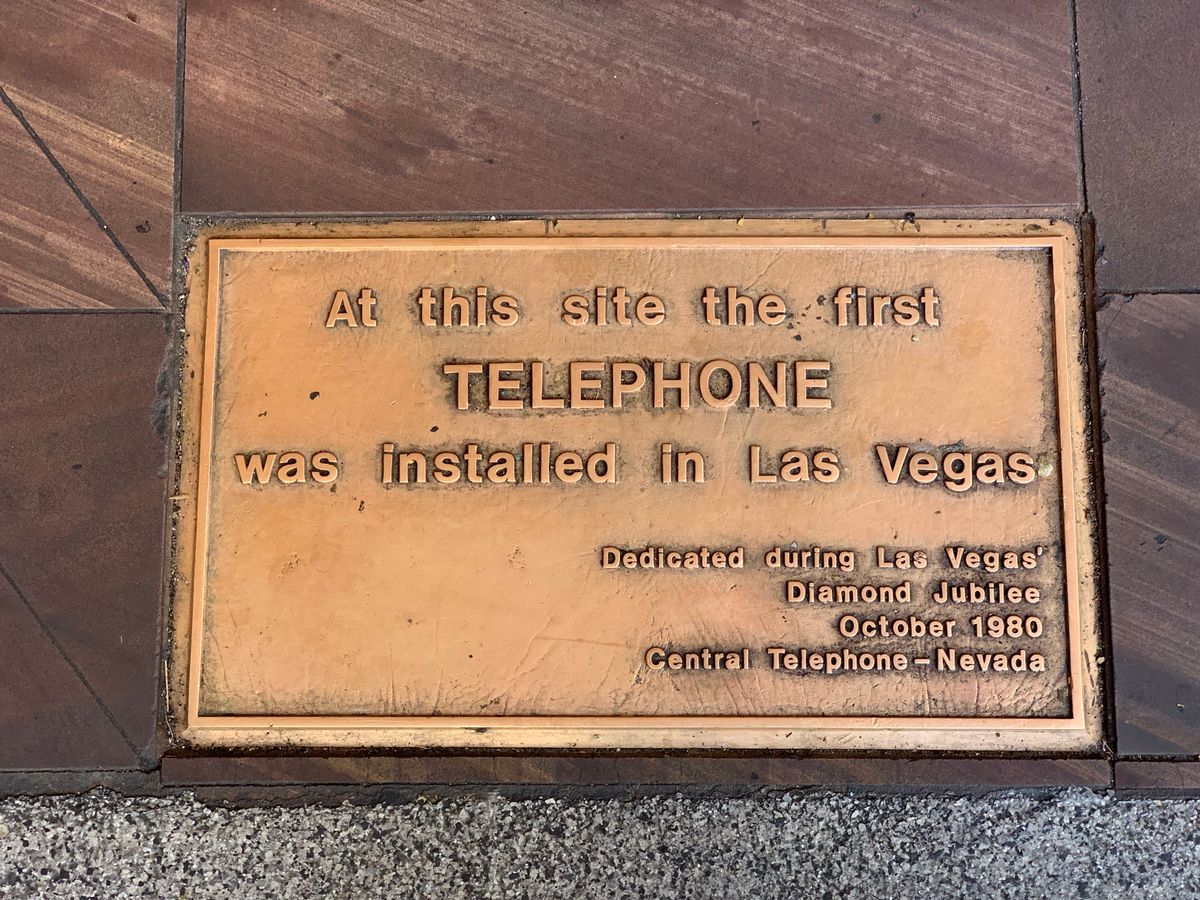 At this site the first
TELEPHONE
was installed in Las Vegas.
Dedicated during Las Vegas'
Diamond Jubilee
October 1980
Central Telephone – Nevada